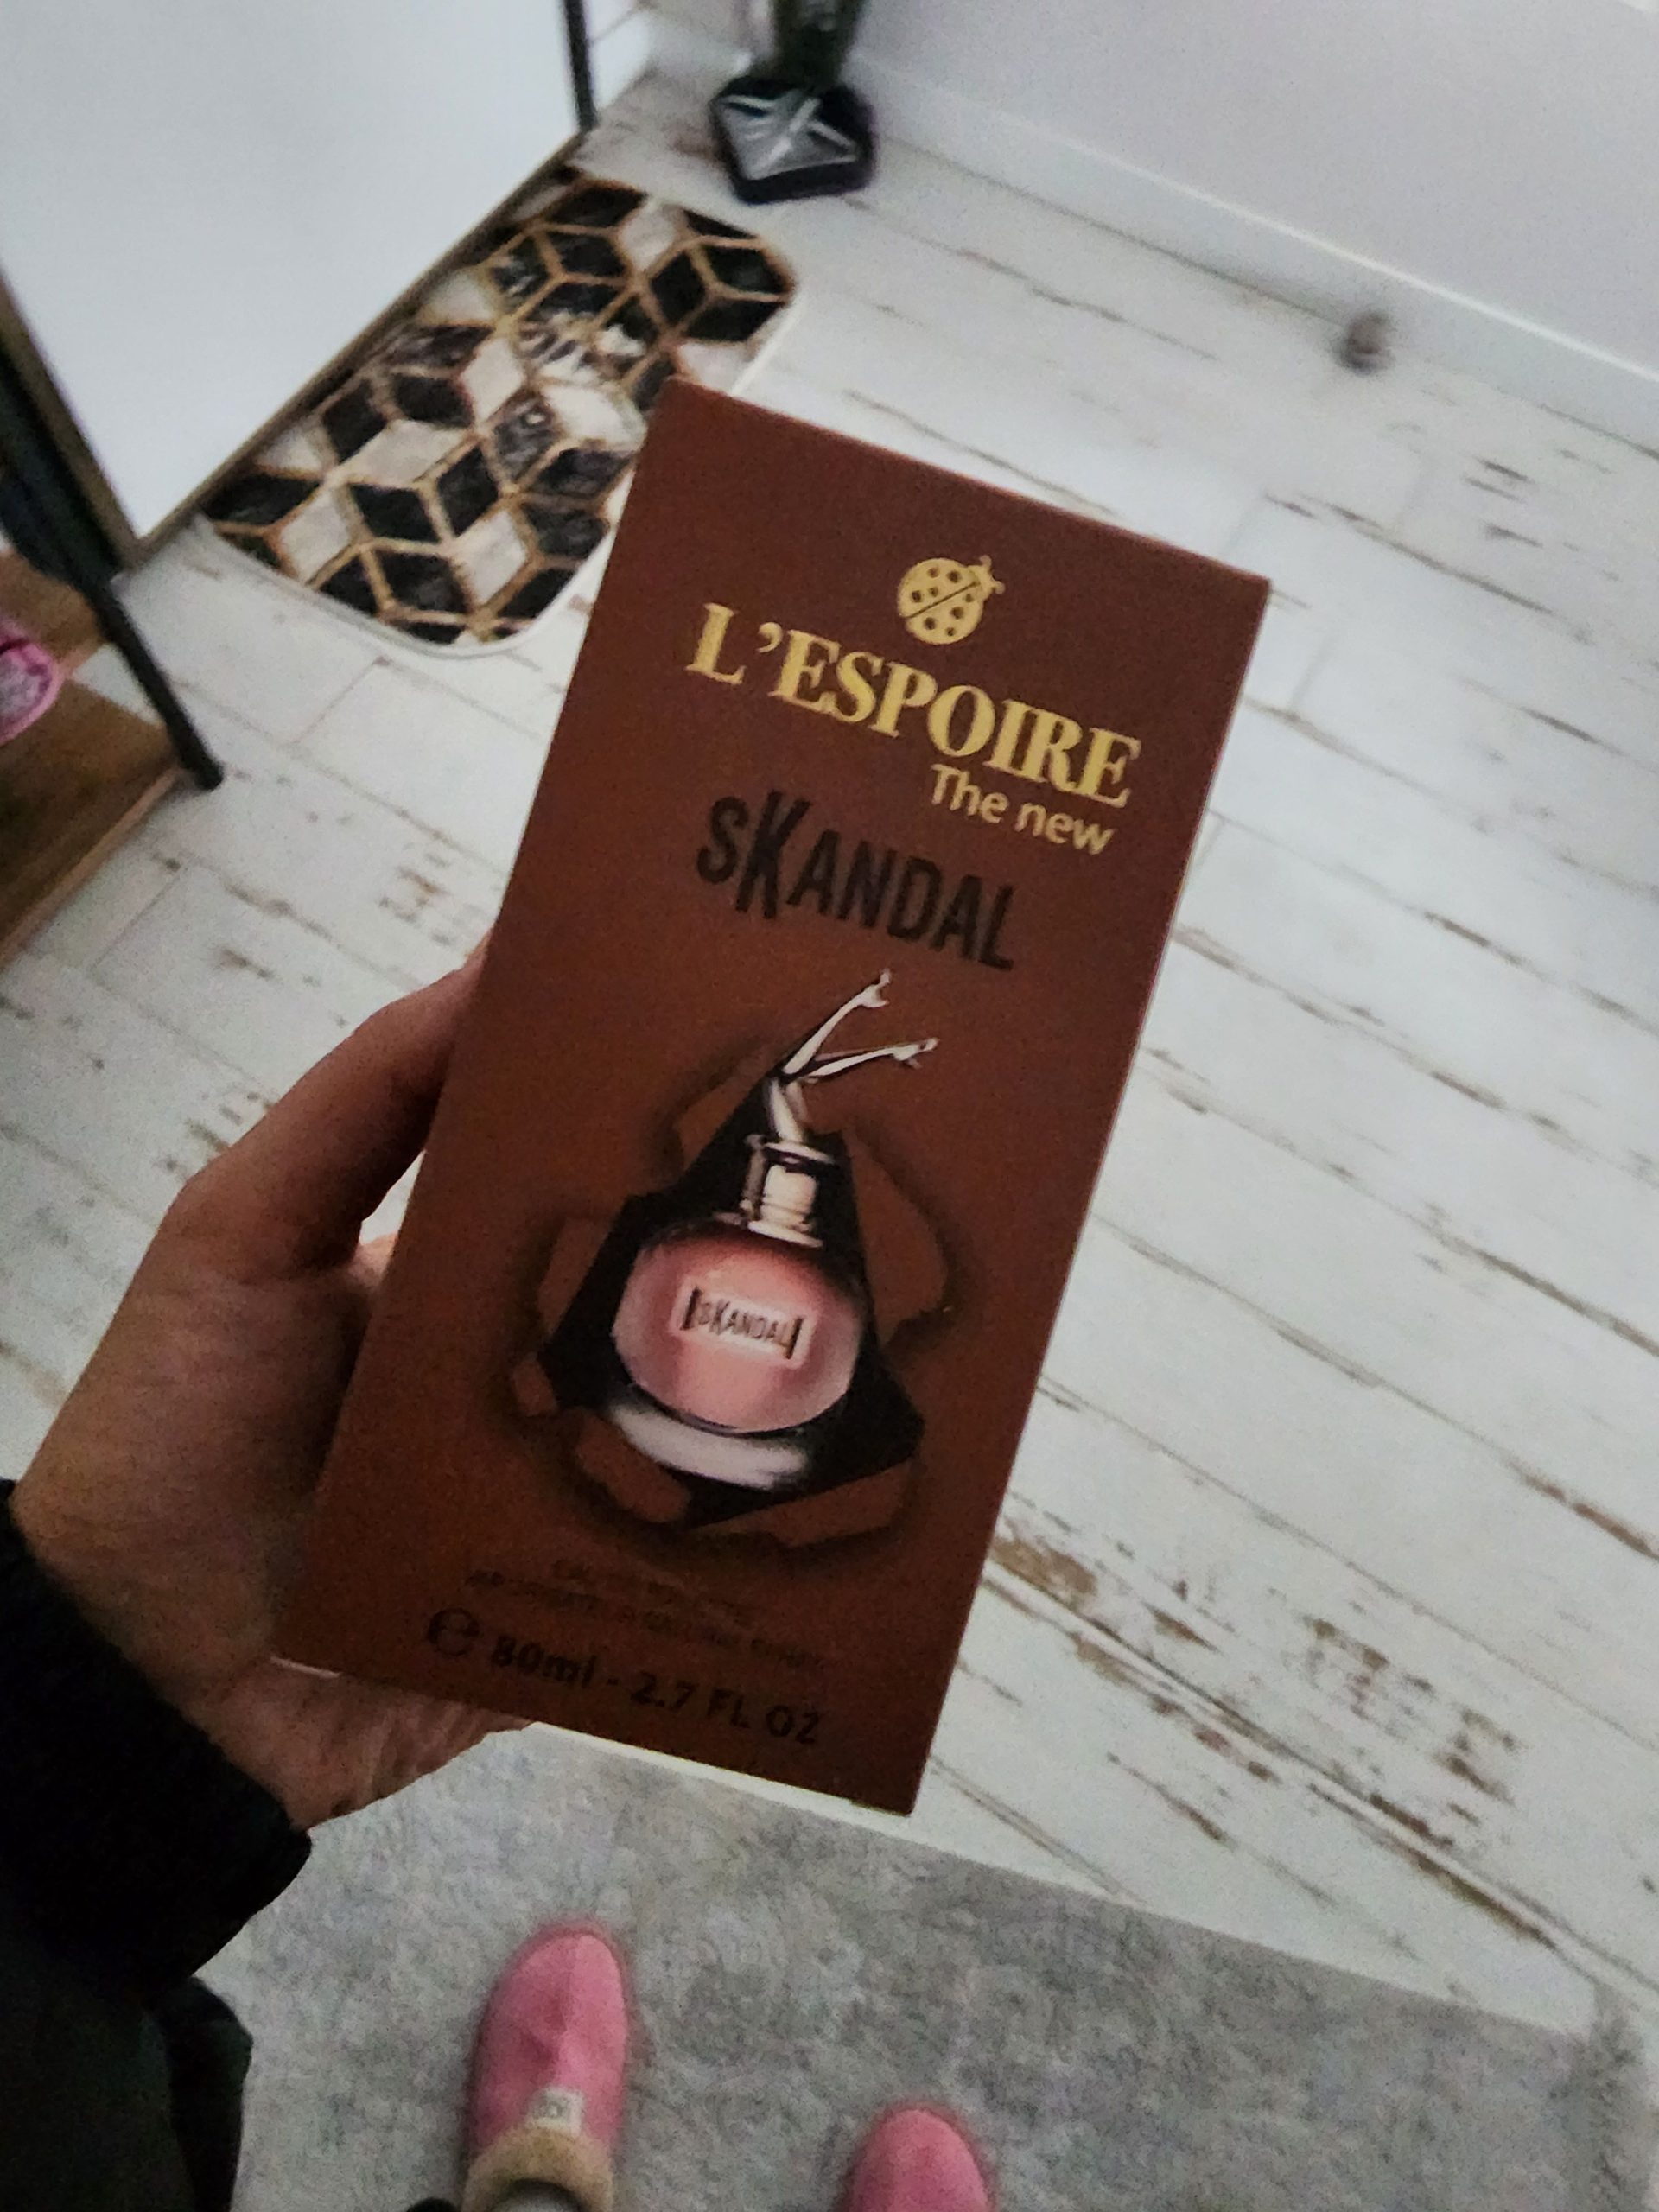 L'ESPOIRE
The new
SKANDAL
SKANDAL
e 80ml - 2.7 FL OZ